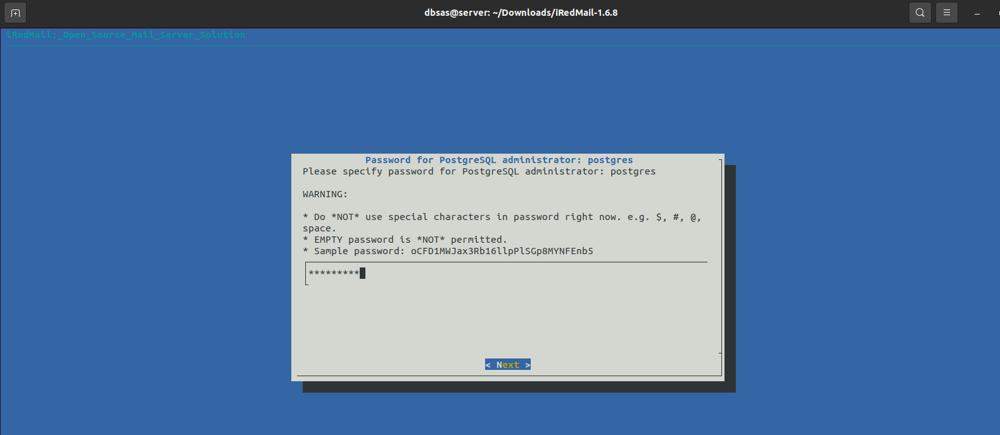 dbsas@server: ~/Downloads/iRedMail-1.6.8
iRedMail:_Open_Source_Mail_Server_Solution
Password for PostgreSQL administrator: postgres
Please specify password for PostgreSQL administrator: postgres
WARNING:
* Do *NOT* use special characters in password right now. e.g. $, #, @,
space.
* EMPTY password is *NOT* permitted.
* Sample password: oCFD1MWJax3Rb16llpPlSGp8MYNFEnb5
*********
< Next >